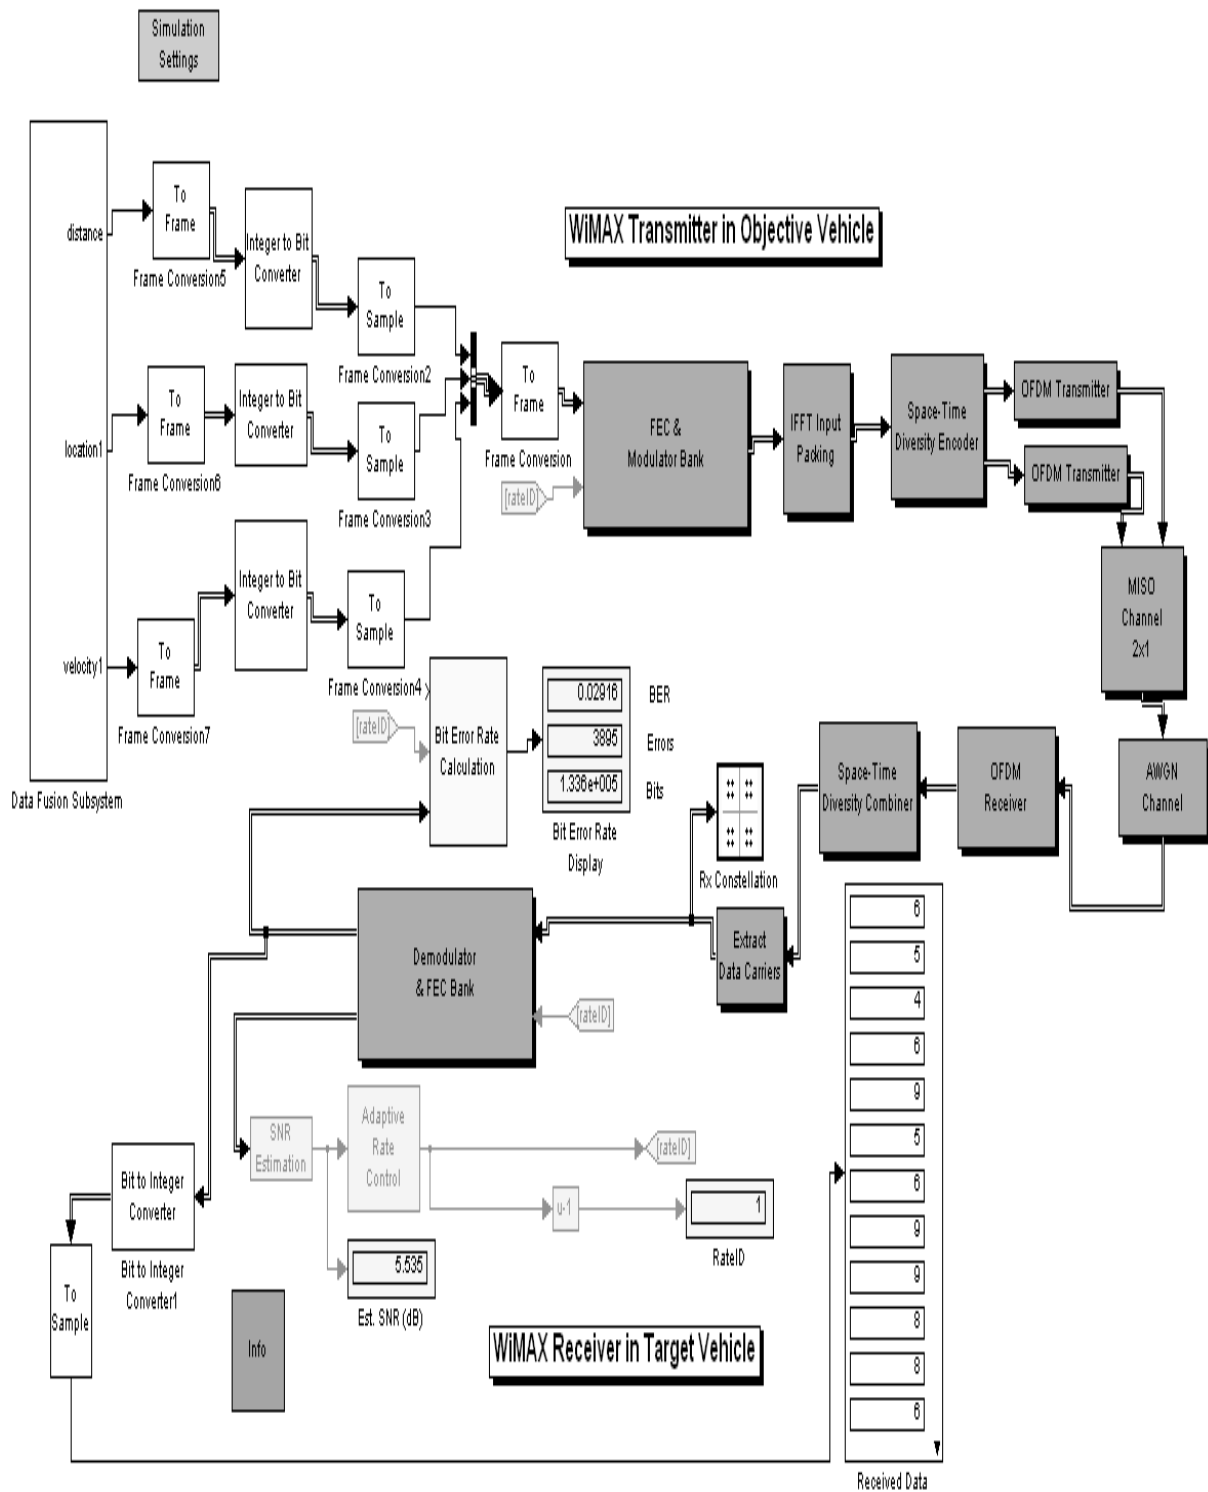 Simulation
Settings
WiMAX Transmitter in Objective Vehicle
distance
location1
velocity1
Data Fusion Subsystem
To
Frame
Frame Conversion5
Integer to Bit
Converter
To
Sample
Frame Conversion2
To
Frame
Frame Conversion6
Integer to Bit
Converter
To
Sample
Frame Conversion3
To
Frame
Frame Conversion7
Integer to Bit
Converter
To
Sample
Frame Conversion4
To
Frame
Frame Conversion
[rateID]
FEC &
Modulator Bank
IFFT Input
Packing
Space-Time
Diversity Encoder
OFDM Transmitter
OFDM Transmitter
MISO
Channel
2x1
AWGN
Channel
OFDM
Receiver
Space-Time
Diversity Combiner
Extract
Data Carriers
Rx Constellation
[rateID]
Bit Error Rate
Calculation
0.02916
BER
3895
Errors
1.336e+005
Bits
Bit Error Rate
Display
Demodulator
& FEC Bank
[rateID]
SNR
Estimation
Adaptive
Rate
Control
[rateID]
u-1
1
RateID
5.535
Est. SNR (dB)
Bit to Integer
Converter
Bit to Integer
Converter1
To
Sample
Info
WiMAX Receiver in Target Vehicle
6
5
4
6
9
5
6
9
9
8
8
6
Received Data